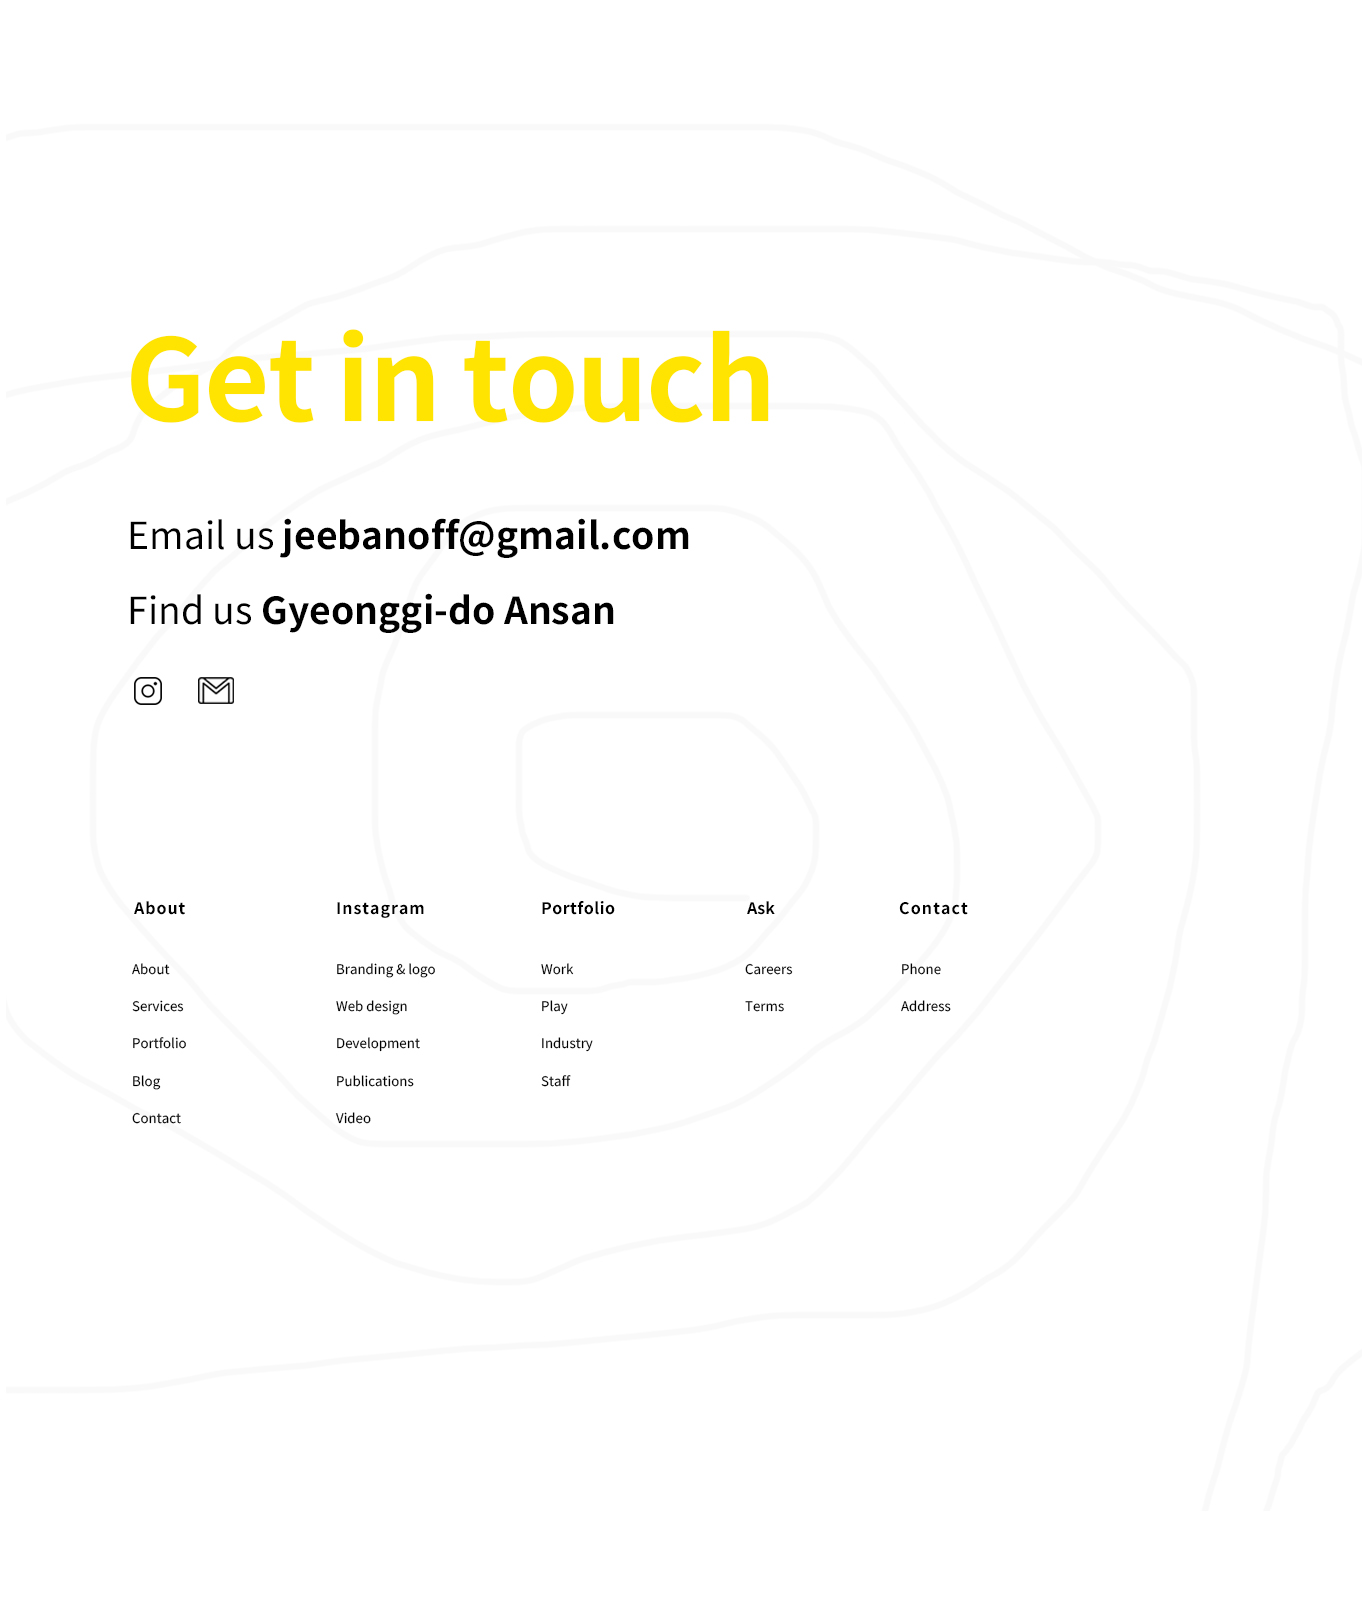 Get in touch
Email us jeebanoff@gmail.com
Find us Gyeonggi-do Ansan
About Instagram Portfolio Ask Contact
About Branding & logo Work Careers Phone
Services Web design Play Terms Address
Portfolio Development Industry
Blog Publications Staff
Contact Video